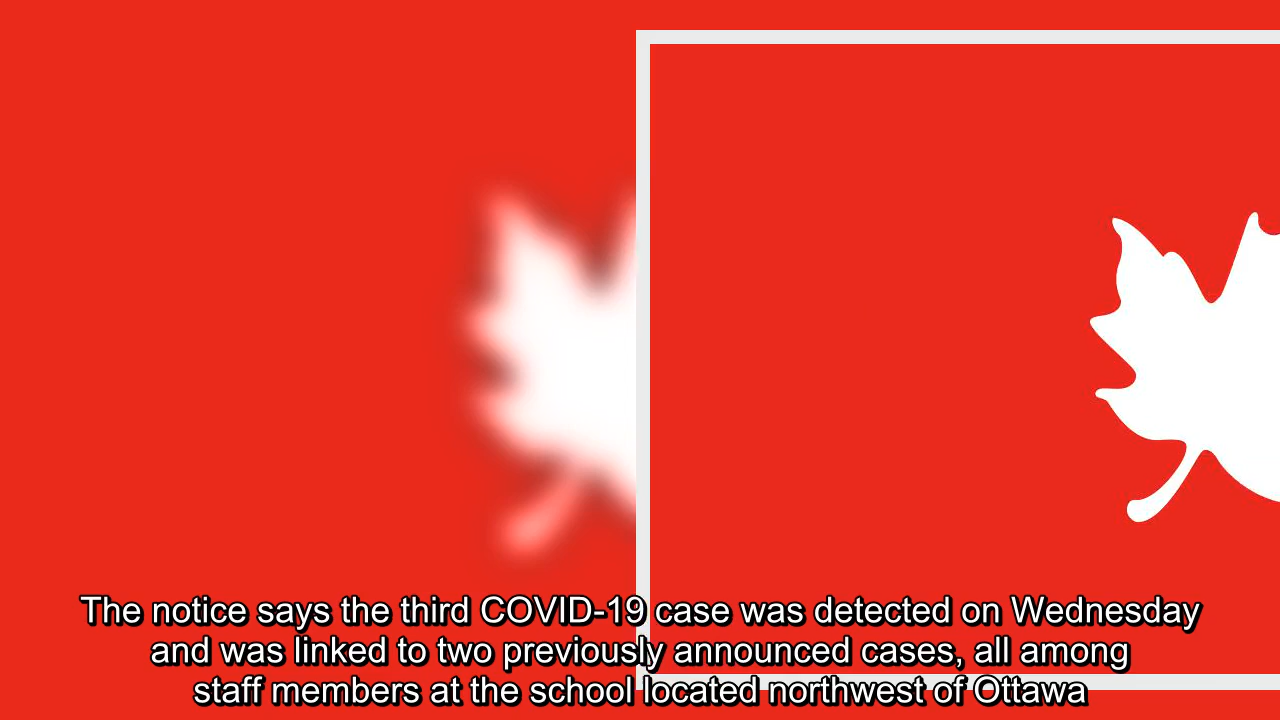 The notice says the third COVID-19 case was detected on Wednesday
and was linked to two previously announced cases, all among
staff members at the school located northwest of Ottawa